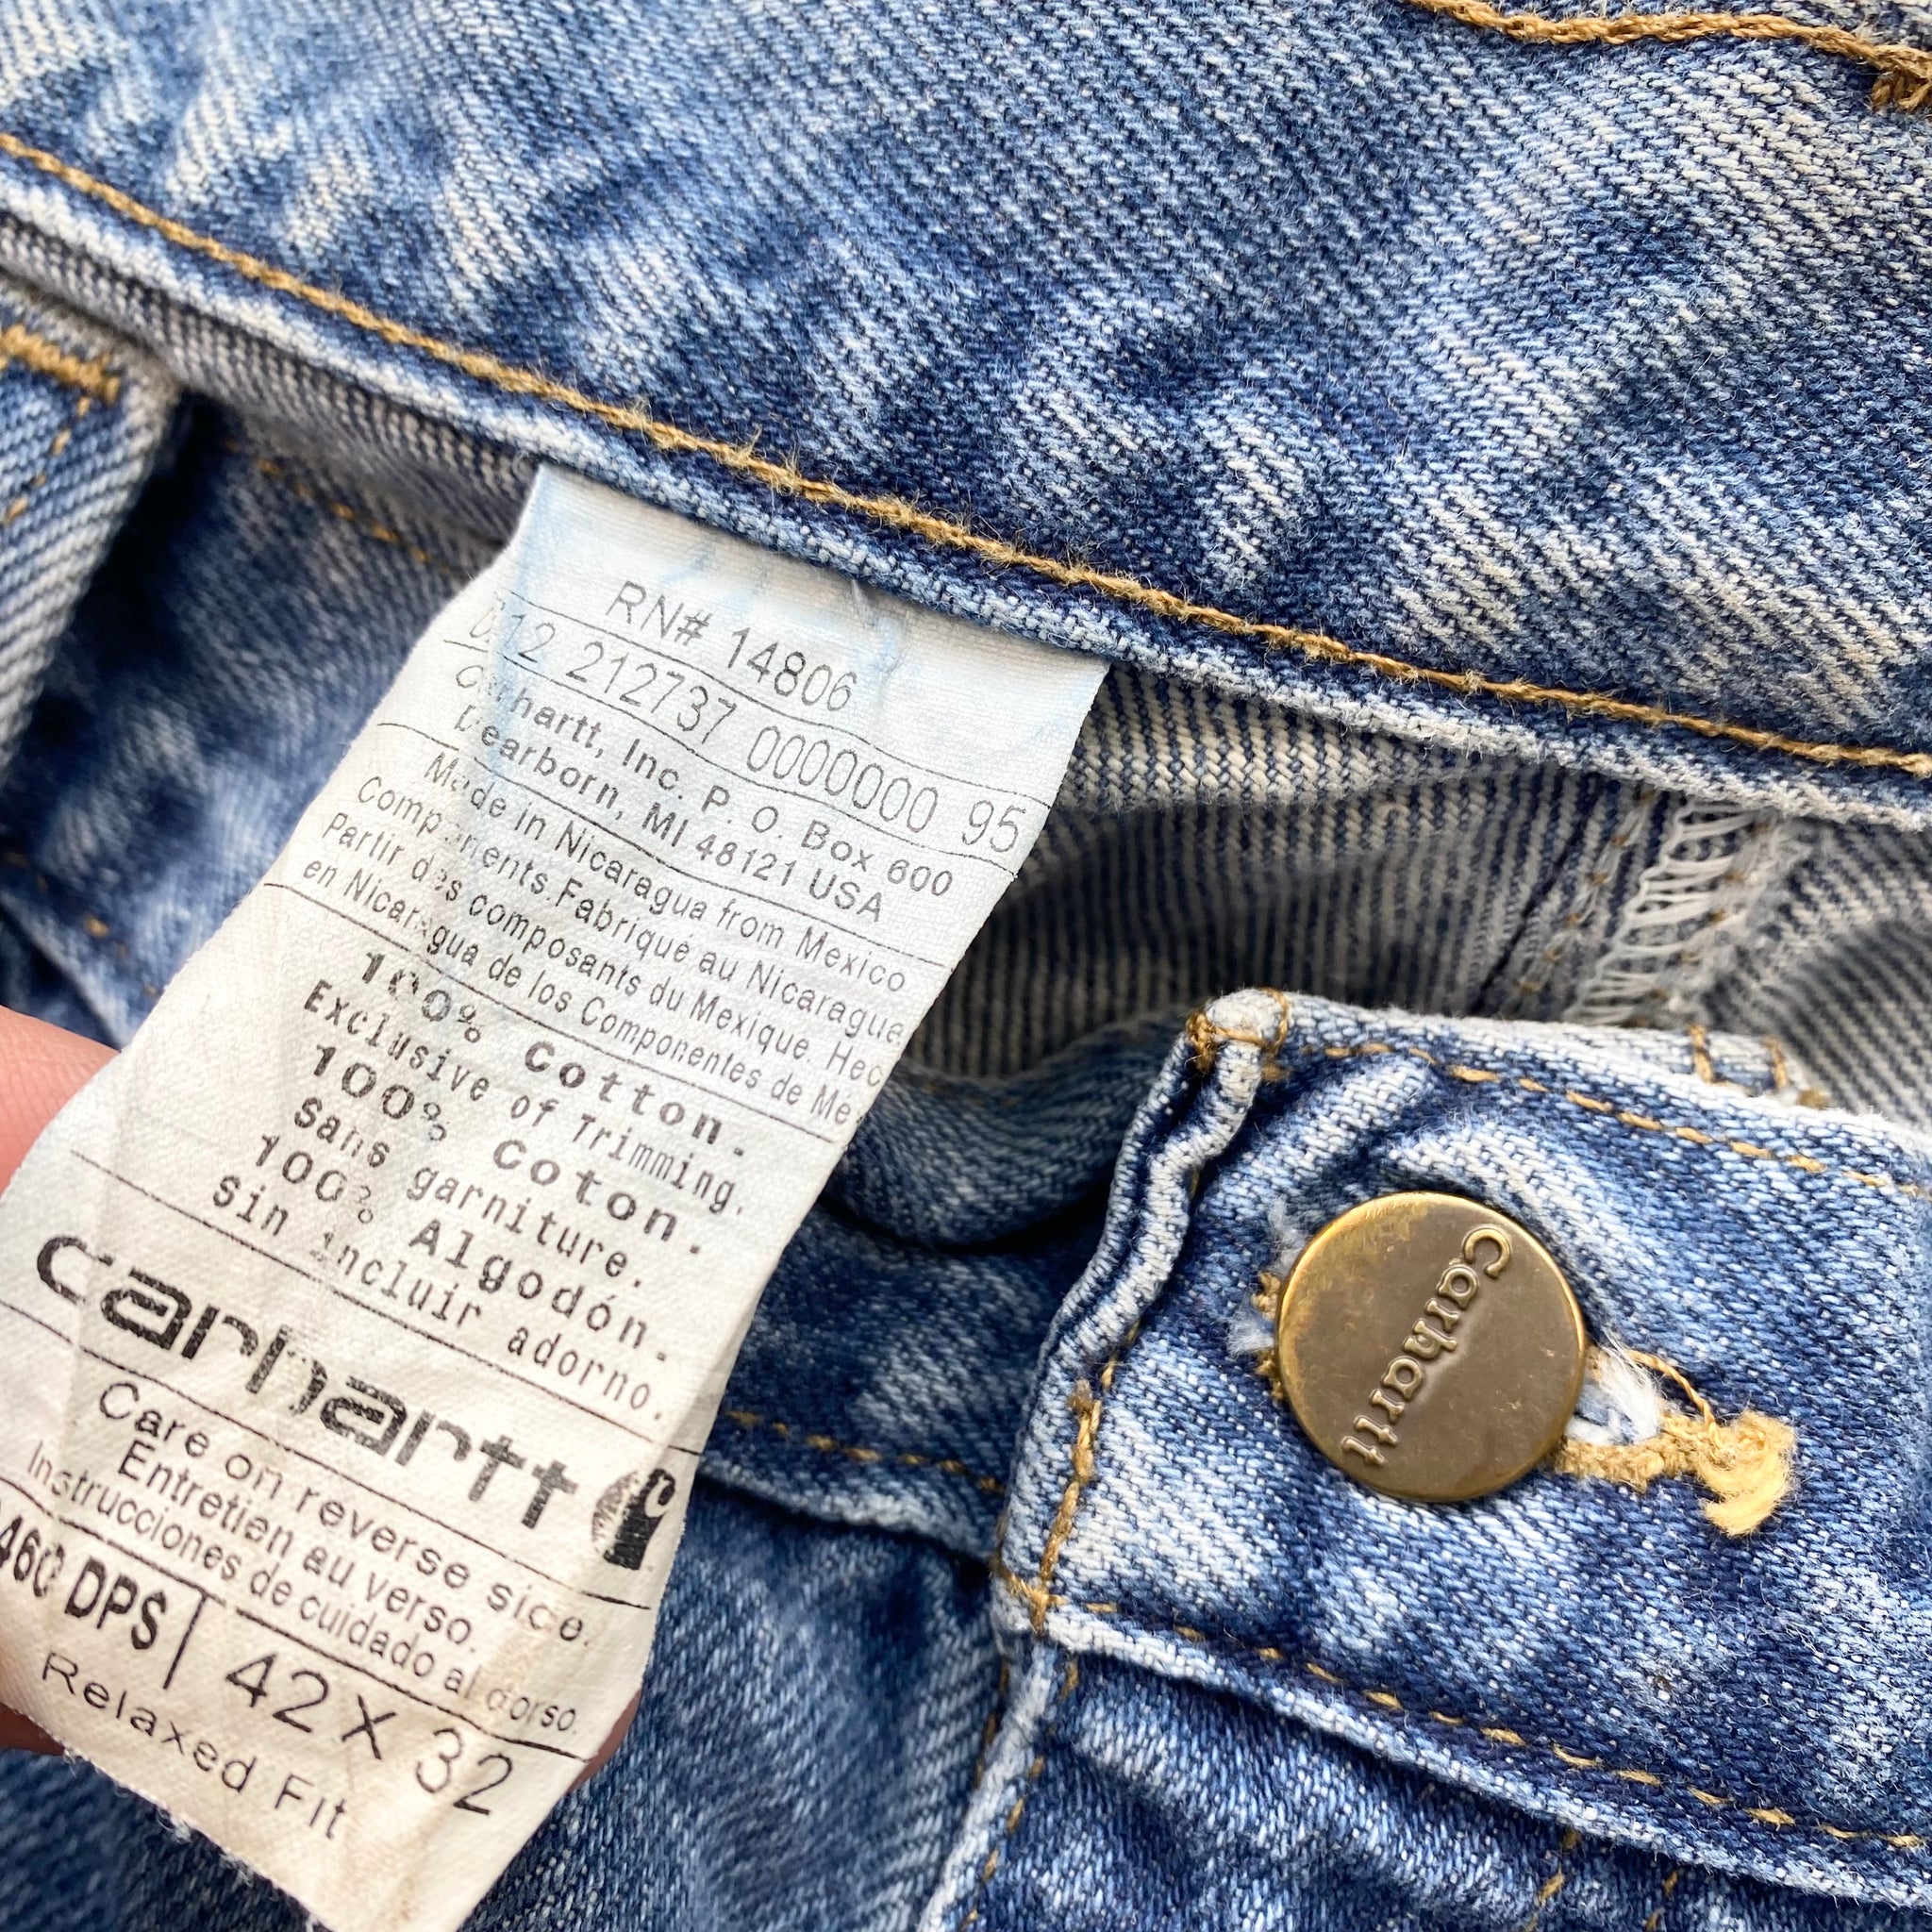 RN# 14806
D12 212737 0000000 95
Carhartt, Inc. P. O. Box 600
Dearborn, MI 48121 USA
Made in Nicaragua from Mexico
Components.Fabriqué au Nicaragua
Partir des composants du Mexique. Hec
en Nicaragua de los Componentes de Mé
100% Cotton.
Exclusive of Trimming.
100% Coton.
Sans garniture.
100% Algodón.
sin incluir adorno.
carhartt
Care on reverse side.
Entretien au verso.
Instrucciones de cuidado al dorso.
460 DPS | 42 X 32
Relaxed Fit
Carhartt